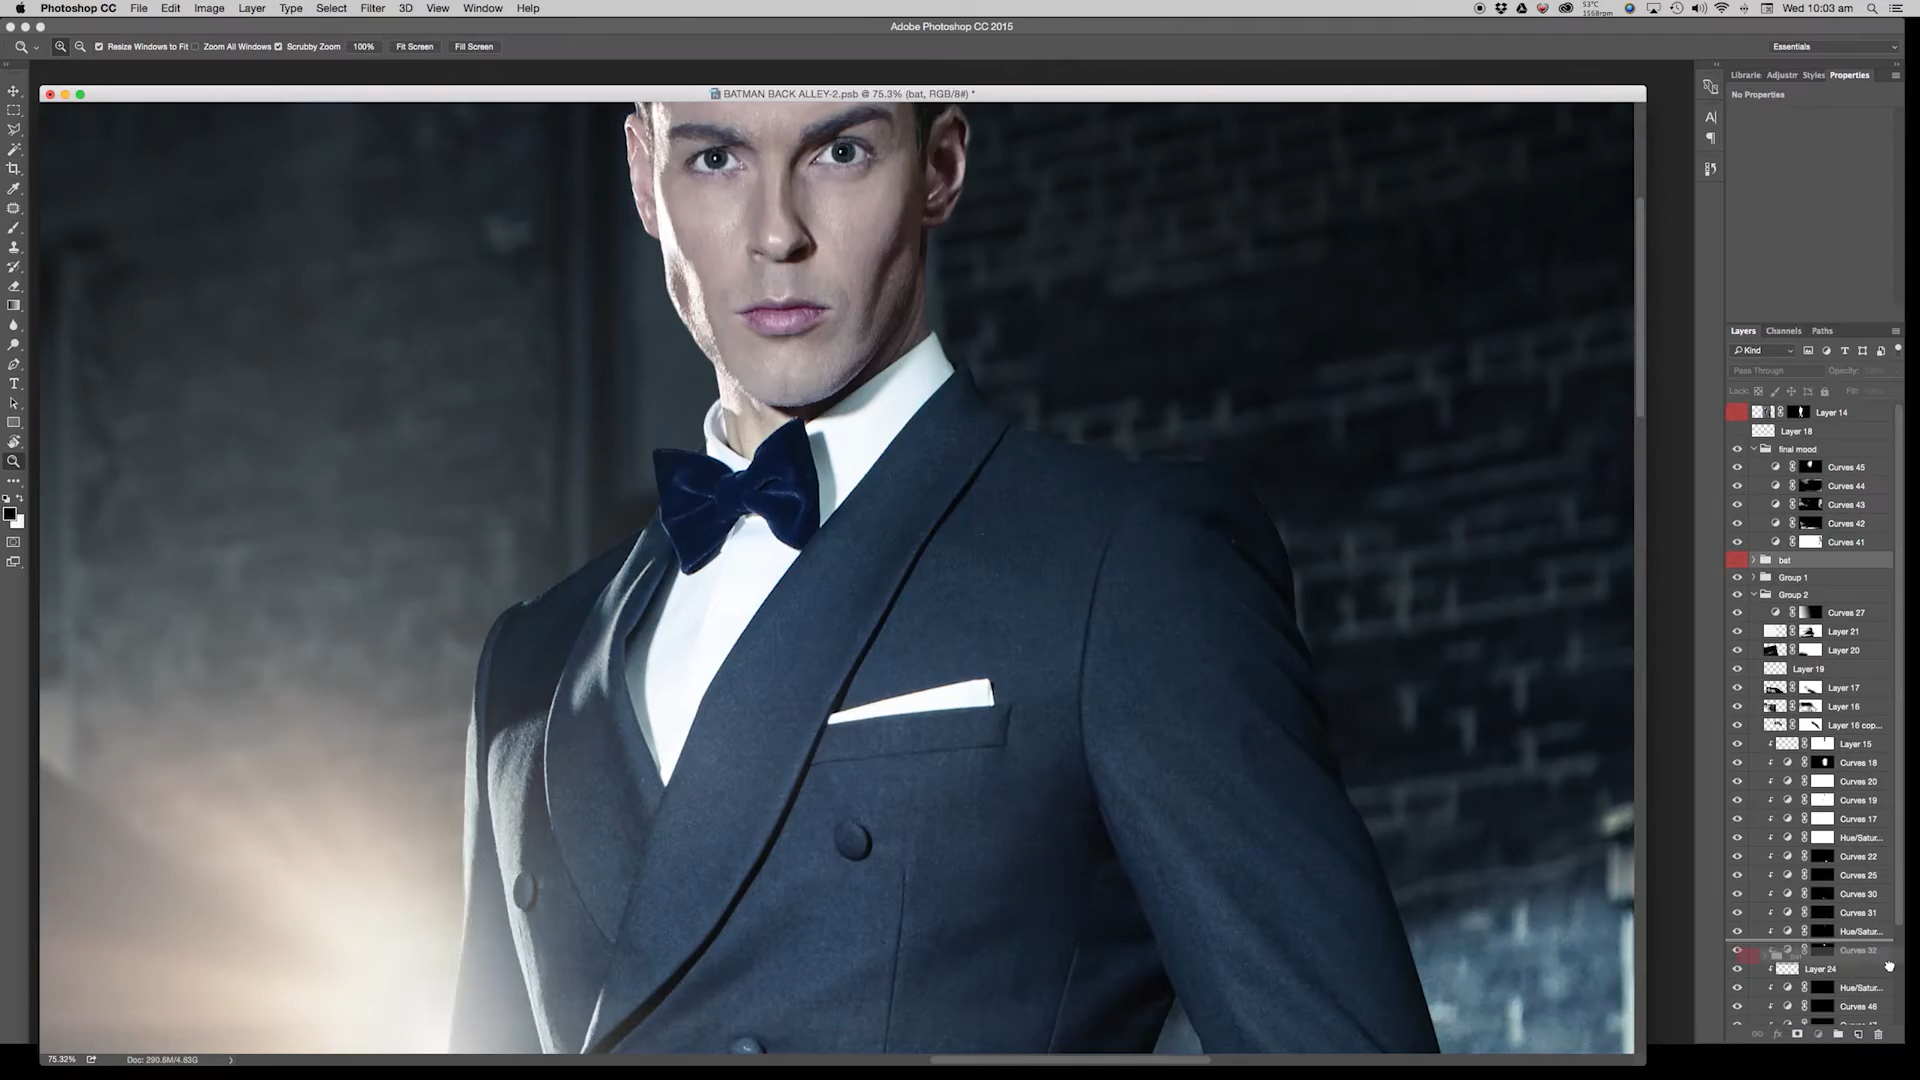 Photoshop CC File Edit Image Layer Type Select Filter 3D View Window Help
53°C
1568rpm
Wed 10:03 am
Adobe Photoshop CC 2015
Resize Windows to Fit Zoom All Windows Scrubby Zoom 100% Fit Screen Fill Screen Essentials
Librarie Adjustm Styles Properties
No Properties
BATMAN BACK ALLEY-2.psb @ 75.3% (bat, RGB/8#) *
Layers Channels Paths
Kind
Pass Through Opacity:
Lock: Fill:
Layer 14
Layer 18
final mood
Curves 45
Curves 44
Curves 43
Curves 42
Curves 41
bat
Group 1
Group 2
Curves 27
Layer 21
Layer 20
Layer 19
Layer 17
Layer 16
Layer 16 cop...
Layer 15
Curves 18
Curves 20
Curves 19
Curves 17
Hue/Satur...
Curves 22
Curves 25
Curves 30
Curves 31
Hue/Satur...
Curves 32
bat
Layer 24
Hue/Satur...
Curves 46
75.32% Doc: 290.6M/4.63G